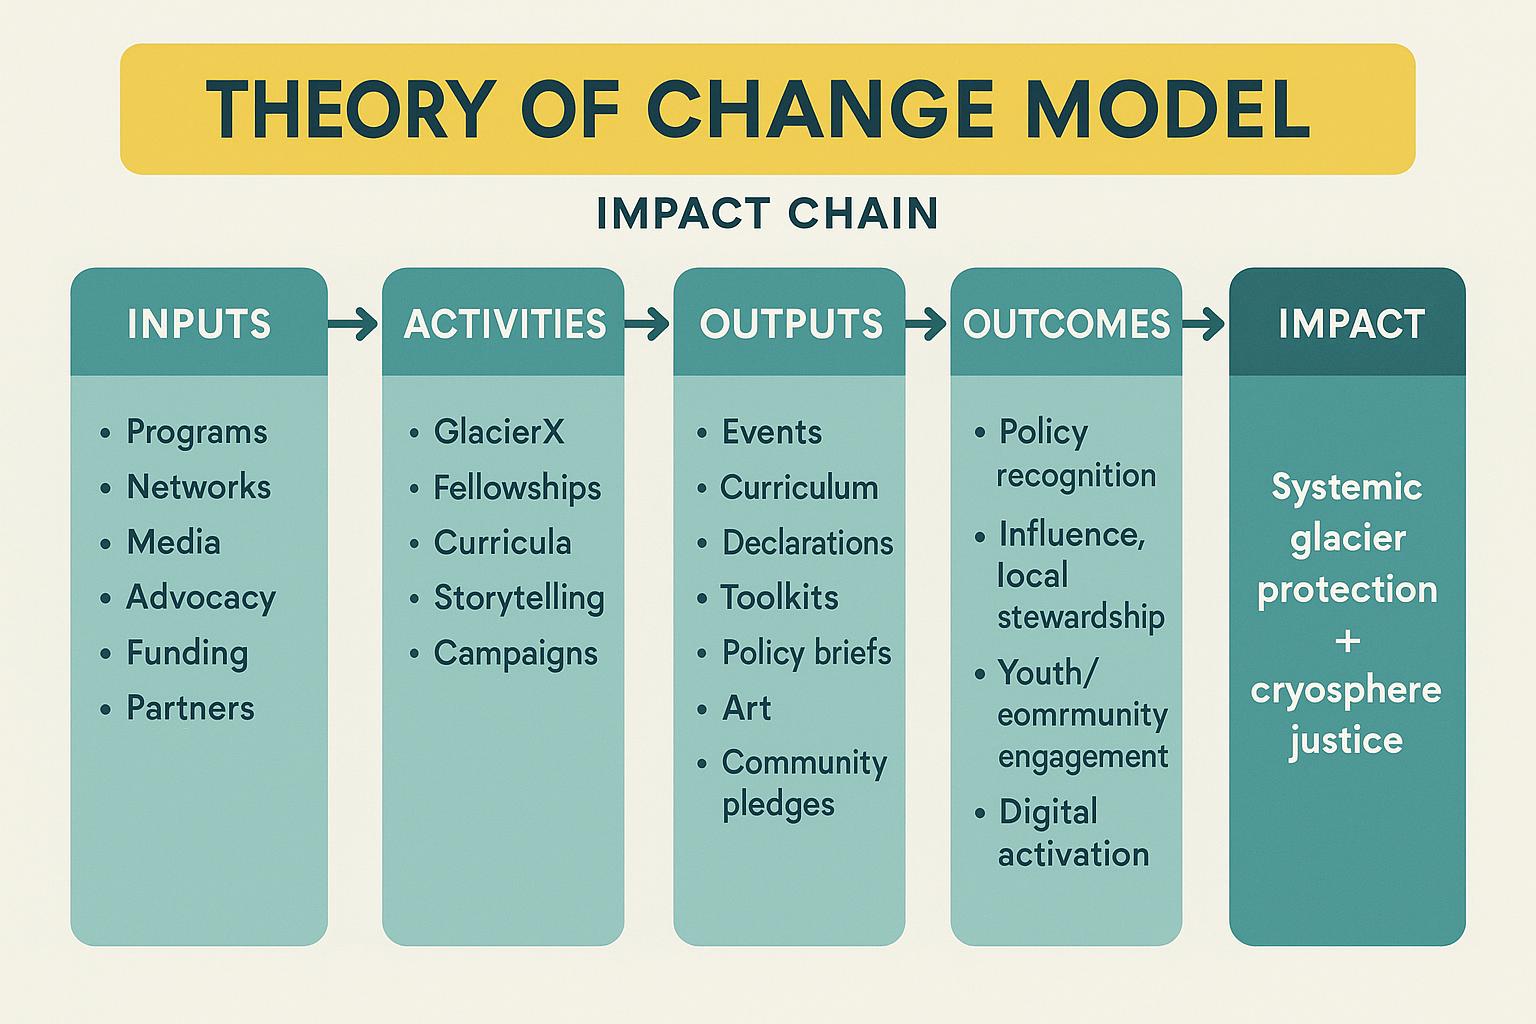 THEORY OF CHANGE MODEL
IMPACT CHAIN
INPUTS
• Programs
• Networks
• Media
• Advocacy
• Funding
• Partners
ACTIVITIES
• GlacierX
• Fellowships
• Curricula
• Storytelling
• Campaigns
OUTPUTS
• Events
• Curriculum
• Declarations
• Toolkits
• Policy briefs
• Art
• Community
pledges
OUTCOMES
• Policy
recognition
• Influence,
local
stewardship
• Youth/
eomrmunity
engagement
• Digital
activation
IMPACT
Systemic
glacier
protection
+
cryosphere
justice